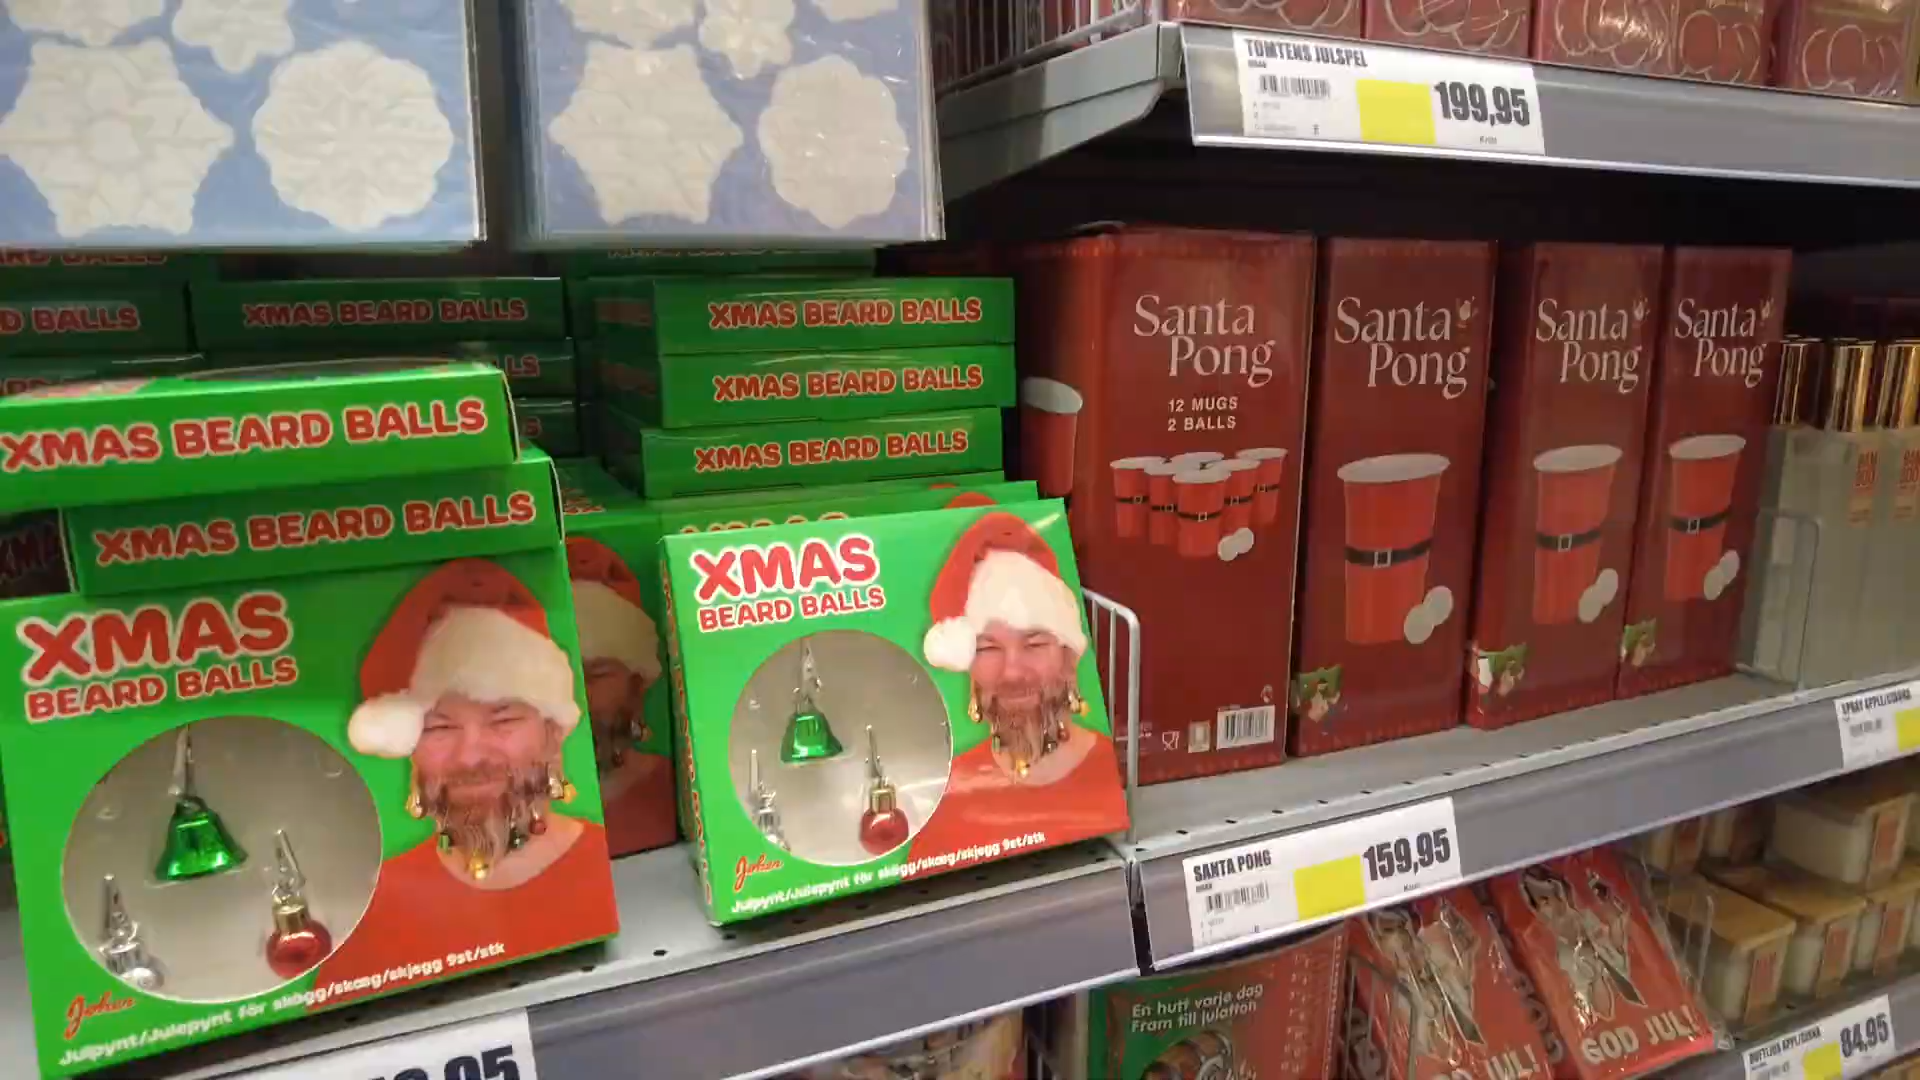 TOMTENS JULSPEL
199,95
XMAS BEARD BALLS
D BALLS
XMAS BEARD BALLS
XMAS BEARD BALLS
XMAS BEARD BALLS
XMAS BEARD BALLS
XMAS BEARD BALLS
XMAS
BEARD BALLS
Julpynt/Julepynt för skägg/skæg/skjegg 9st/stk
XMAS
BEARD BALLS
Julpynt/Julepynt för skägg/skæg/skjegg 9st/stk
Santa
Pong
12 MUGS
2 BALLS
Santa
Pong
Santa
Pong
Santa
Pong
SANTA PONG
159,95
En hutt varje dag
Fram till julafton
JUL!
GOD JUL!
84,95